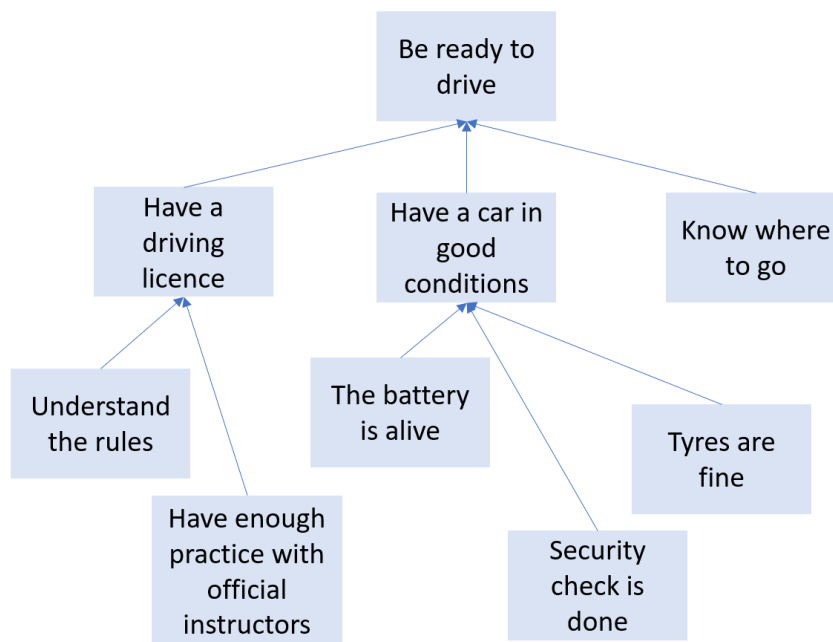 Be ready to
drive
Have a
driving
licence
Have a car in
good
conditions
Know where
to go
Understand
the rules
The battery
is alive
Tyres are
fine
Have enough
practice with
official
instructors
Security
check is
done